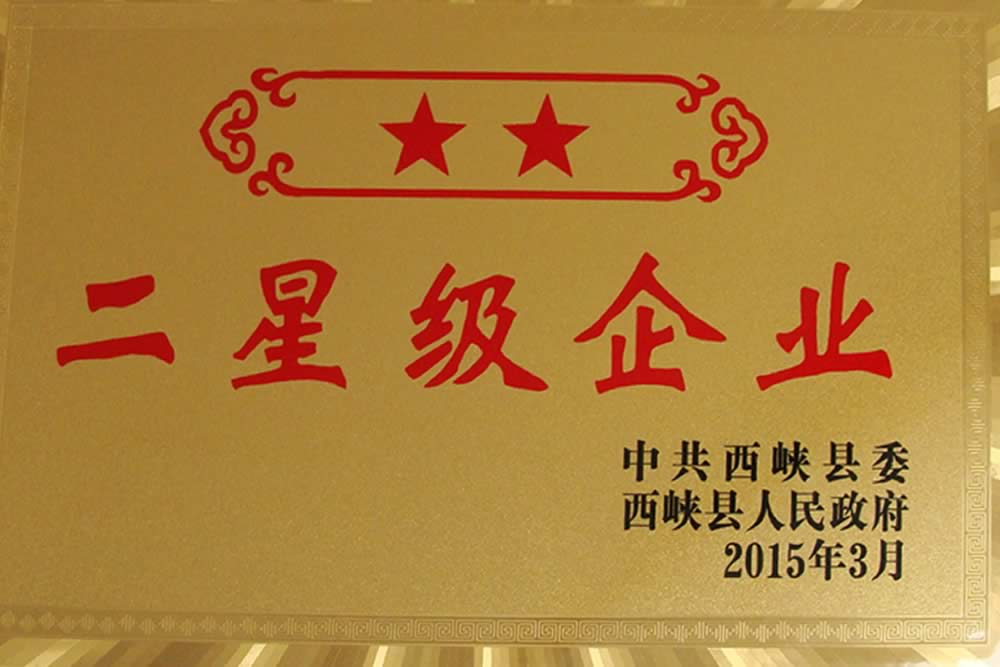 二星级企业
中共西峡县委
西峡县人民政府
2015年3月